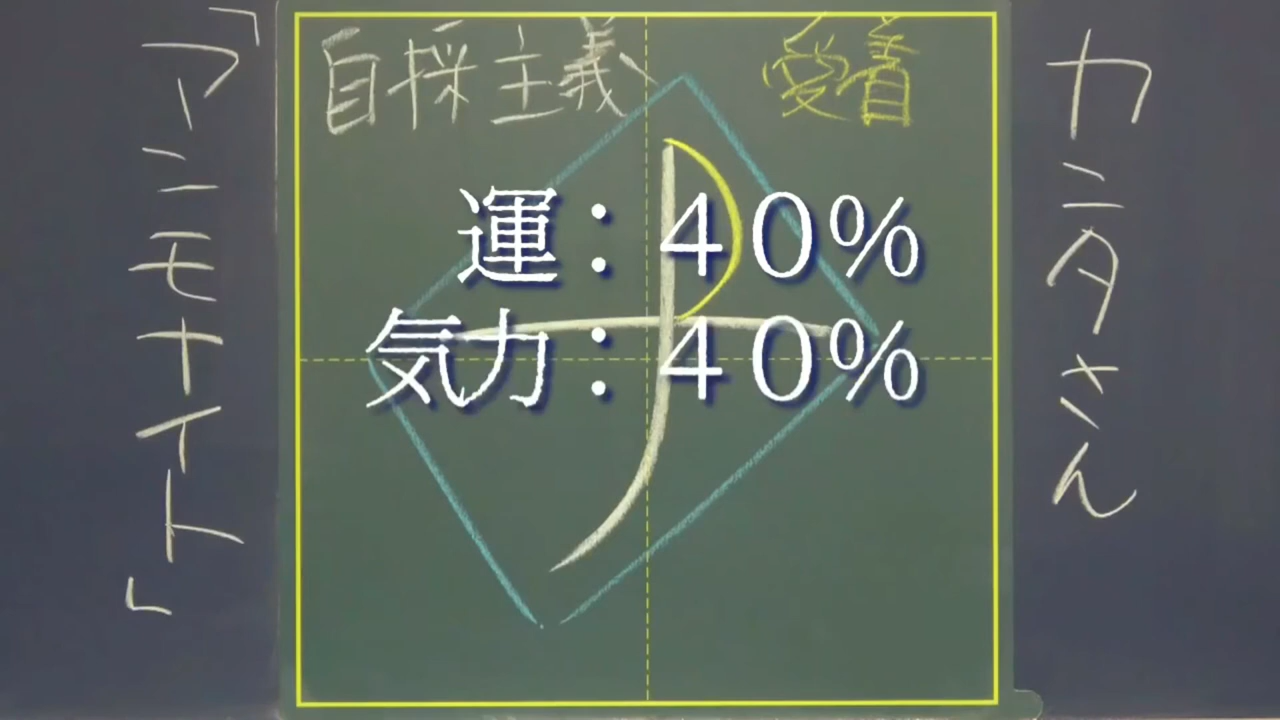 カニタさん
「アンモナイト」
自採主義、
受着
運：４０％
気力：４０％